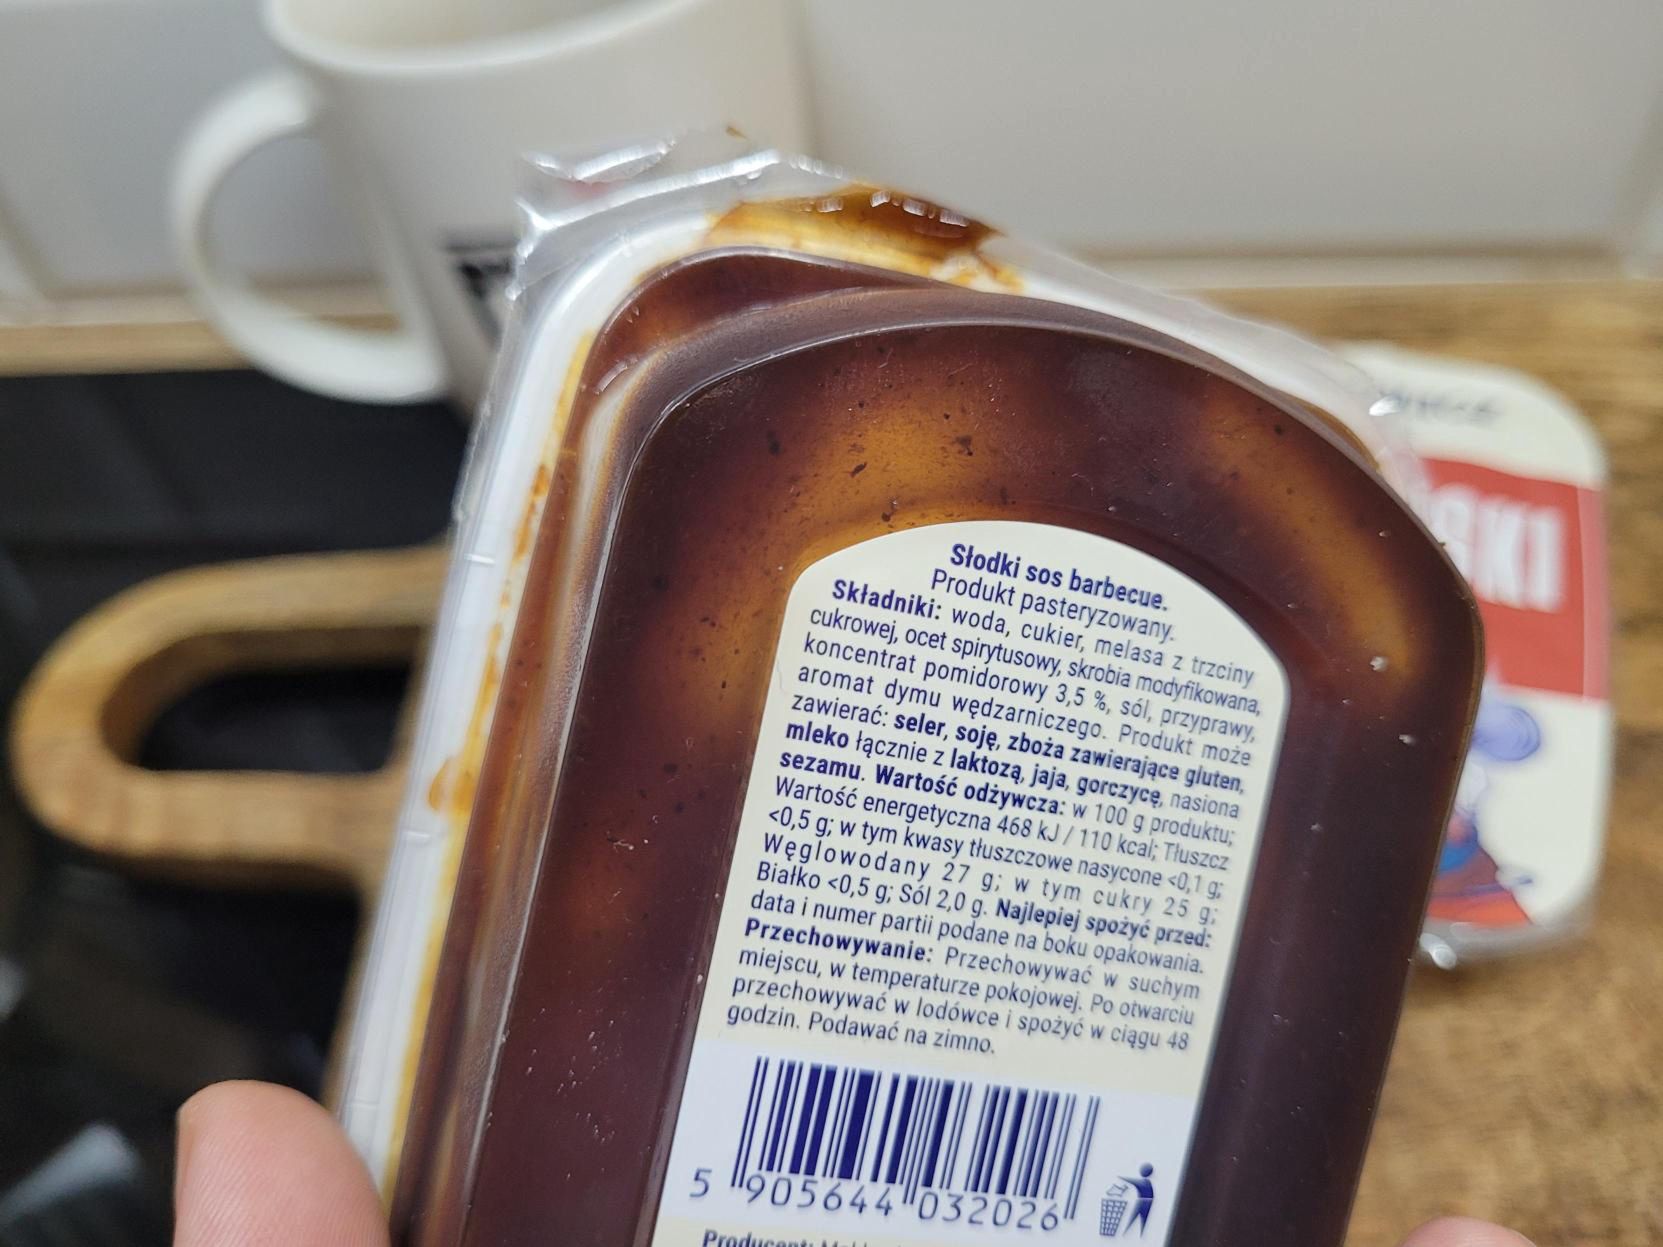 Słodki sos barbecue.
Produkt pasteryzowany.
Składniki: woda, cukier, melasa z trzciny
cukrowej, ocet spirytusowy, skrobia modyfikowana,
koncentrat pomidorowy 3,5 %, sól, przyprawy,
aromat dymu wędzarniczego. Produkt może
zawierać: seler, soję, zboża zawierające gluten,
mleko łącznie z laktozą, jaja, gorczycę, nasiona
sezamu. Wartość odżywcza: w 100 g produktu;
Wartość energetyczna 468 kJ / 110 kcal; Tłuszcz
<0,5 g; w tym kwasy tłuszczowe nasycone <0,1 g;
Węglowodany 27 g; w tym cukry 25 g;
Białko <0,5 g; Sól 2,0 g. Najlepiej spożyć przed:
data i numer partii podane na boku opakowania.
Przechowywanie: Przechowywać w suchym
miejscu, w temperaturze pokojowej. Po otwarciu
przechowywać w lodówce i spożyć w ciągu 48
godzin. Podawać na zimno.
5 905644 032026
Producent: